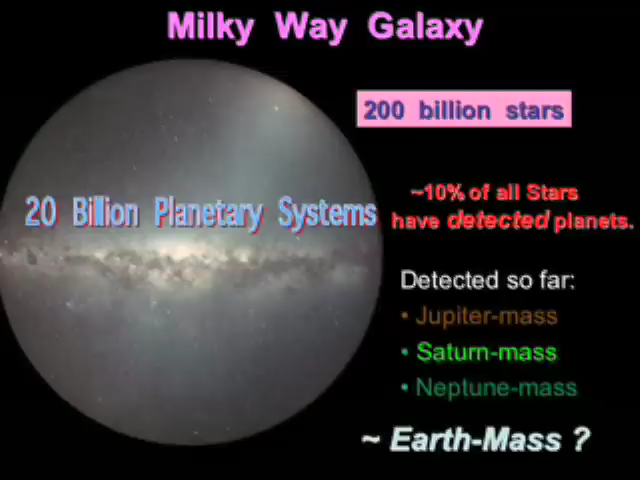 Milky Way Galaxy
200 billion stars
20 Billion Planetary Systems
~10% of all Stars
have detected planets.
Detected so far:
• Jupiter-mass
• Saturn-mass
• Neptune-mass
~ Earth-Mass ?